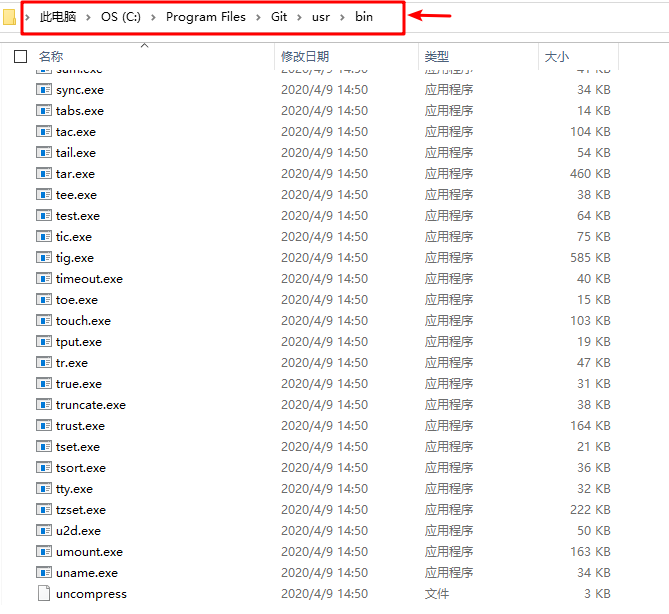 此电脑 › OS (C:) › Program Files › Git › usr › bin
名称 修改日期 类型 大小
sum.exe 2020/4/9 14:50 应用程序 41 KB
sync.exe 2020/4/9 14:50 应用程序 34 KB
tabs.exe 2020/4/9 14:50 应用程序 14 KB
tac.exe 2020/4/9 14:50 应用程序 104 KB
tail.exe 2020/4/9 14:50 应用程序 54 KB
tar.exe 2020/4/9 14:50 应用程序 460 KB
tee.exe 2020/4/9 14:50 应用程序 38 KB
test.exe 2020/4/9 14:50 应用程序 64 KB
tic.exe 2020/4/9 14:50 应用程序 75 KB
tig.exe 2020/4/9 14:50 应用程序 585 KB
timeout.exe 2020/4/9 14:50 应用程序 40 KB
toe.exe 2020/4/9 14:50 应用程序 15 KB
touch.exe 2020/4/9 14:50 应用程序 103 KB
tput.exe 2020/4/9 14:50 应用程序 19 KB
tr.exe 2020/4/9 14:50 应用程序 47 KB
true.exe 2020/4/9 14:50 应用程序 31 KB
truncate.exe 2020/4/9 14:50 应用程序 38 KB
trust.exe 2020/4/9 14:50 应用程序 164 KB
tset.exe 2020/4/9 14:50 应用程序 21 KB
tsort.exe 2020/4/9 14:50 应用程序 36 KB
tty.exe 2020/4/9 14:50 应用程序 32 KB
tzset.exe 2020/4/9 14:50 应用程序 222 KB
u2d.exe 2020/4/9 14:50 应用程序 50 KB
umount.exe 2020/4/9 14:50 应用程序 163 KB
uname.exe 2020/4/9 14:50 应用程序 34 KB
uncompress 2020/4/9 14:50 文件 3 KB